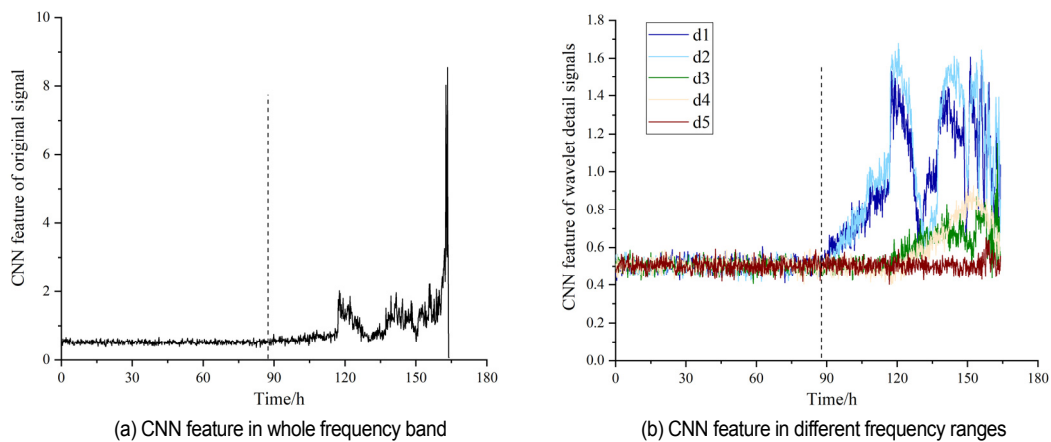 10
8
6
4
2
0
CNN feature of original signal
0 30 60 90 120 150 180
Time/h
(a) CNN feature in whole frequency band
1.8
1.6
1.4
1.2
1.0
0.8
0.6
0.4
0.2
0.0
CNN feature of wavelet detail signals
d1
d2
d3
d4
d5
0 30 60 90 120 150 180
Time/h
(b) CNN feature in different frequency ranges